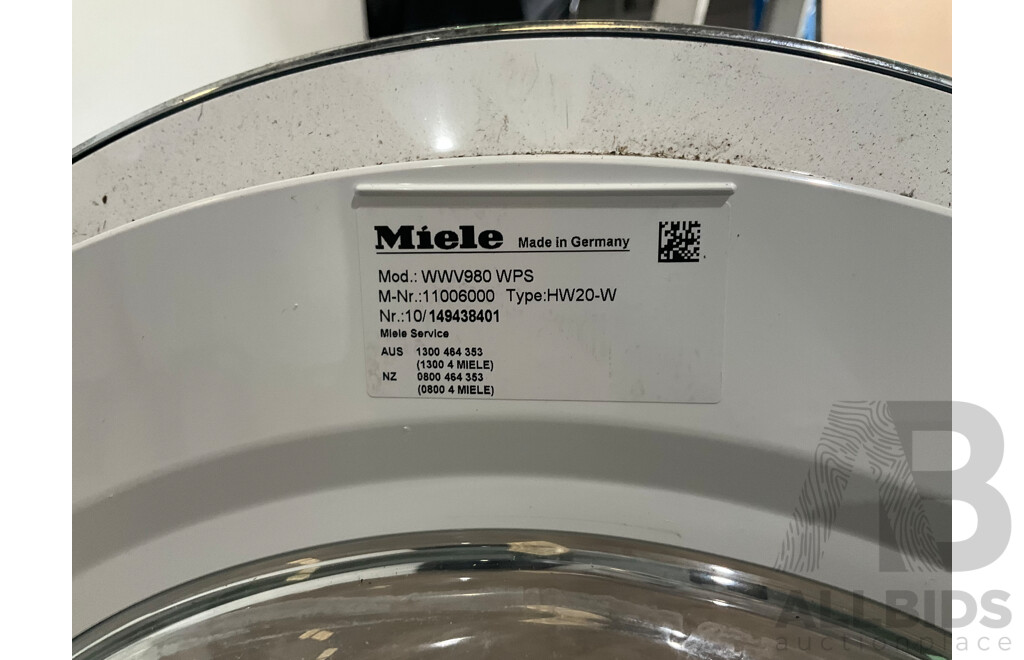 Miele Made in Germany
Mod.: WWV980 WPS
M-Nr.:11006000 Type:HW20-W
Nr.:10/149438401
Miele Service
AUS 1300 464 353
(1300 4 MIELE)
NZ 0800 464 353
(0800 4 MIELE)
AB
ALLBIDS
auctionplace